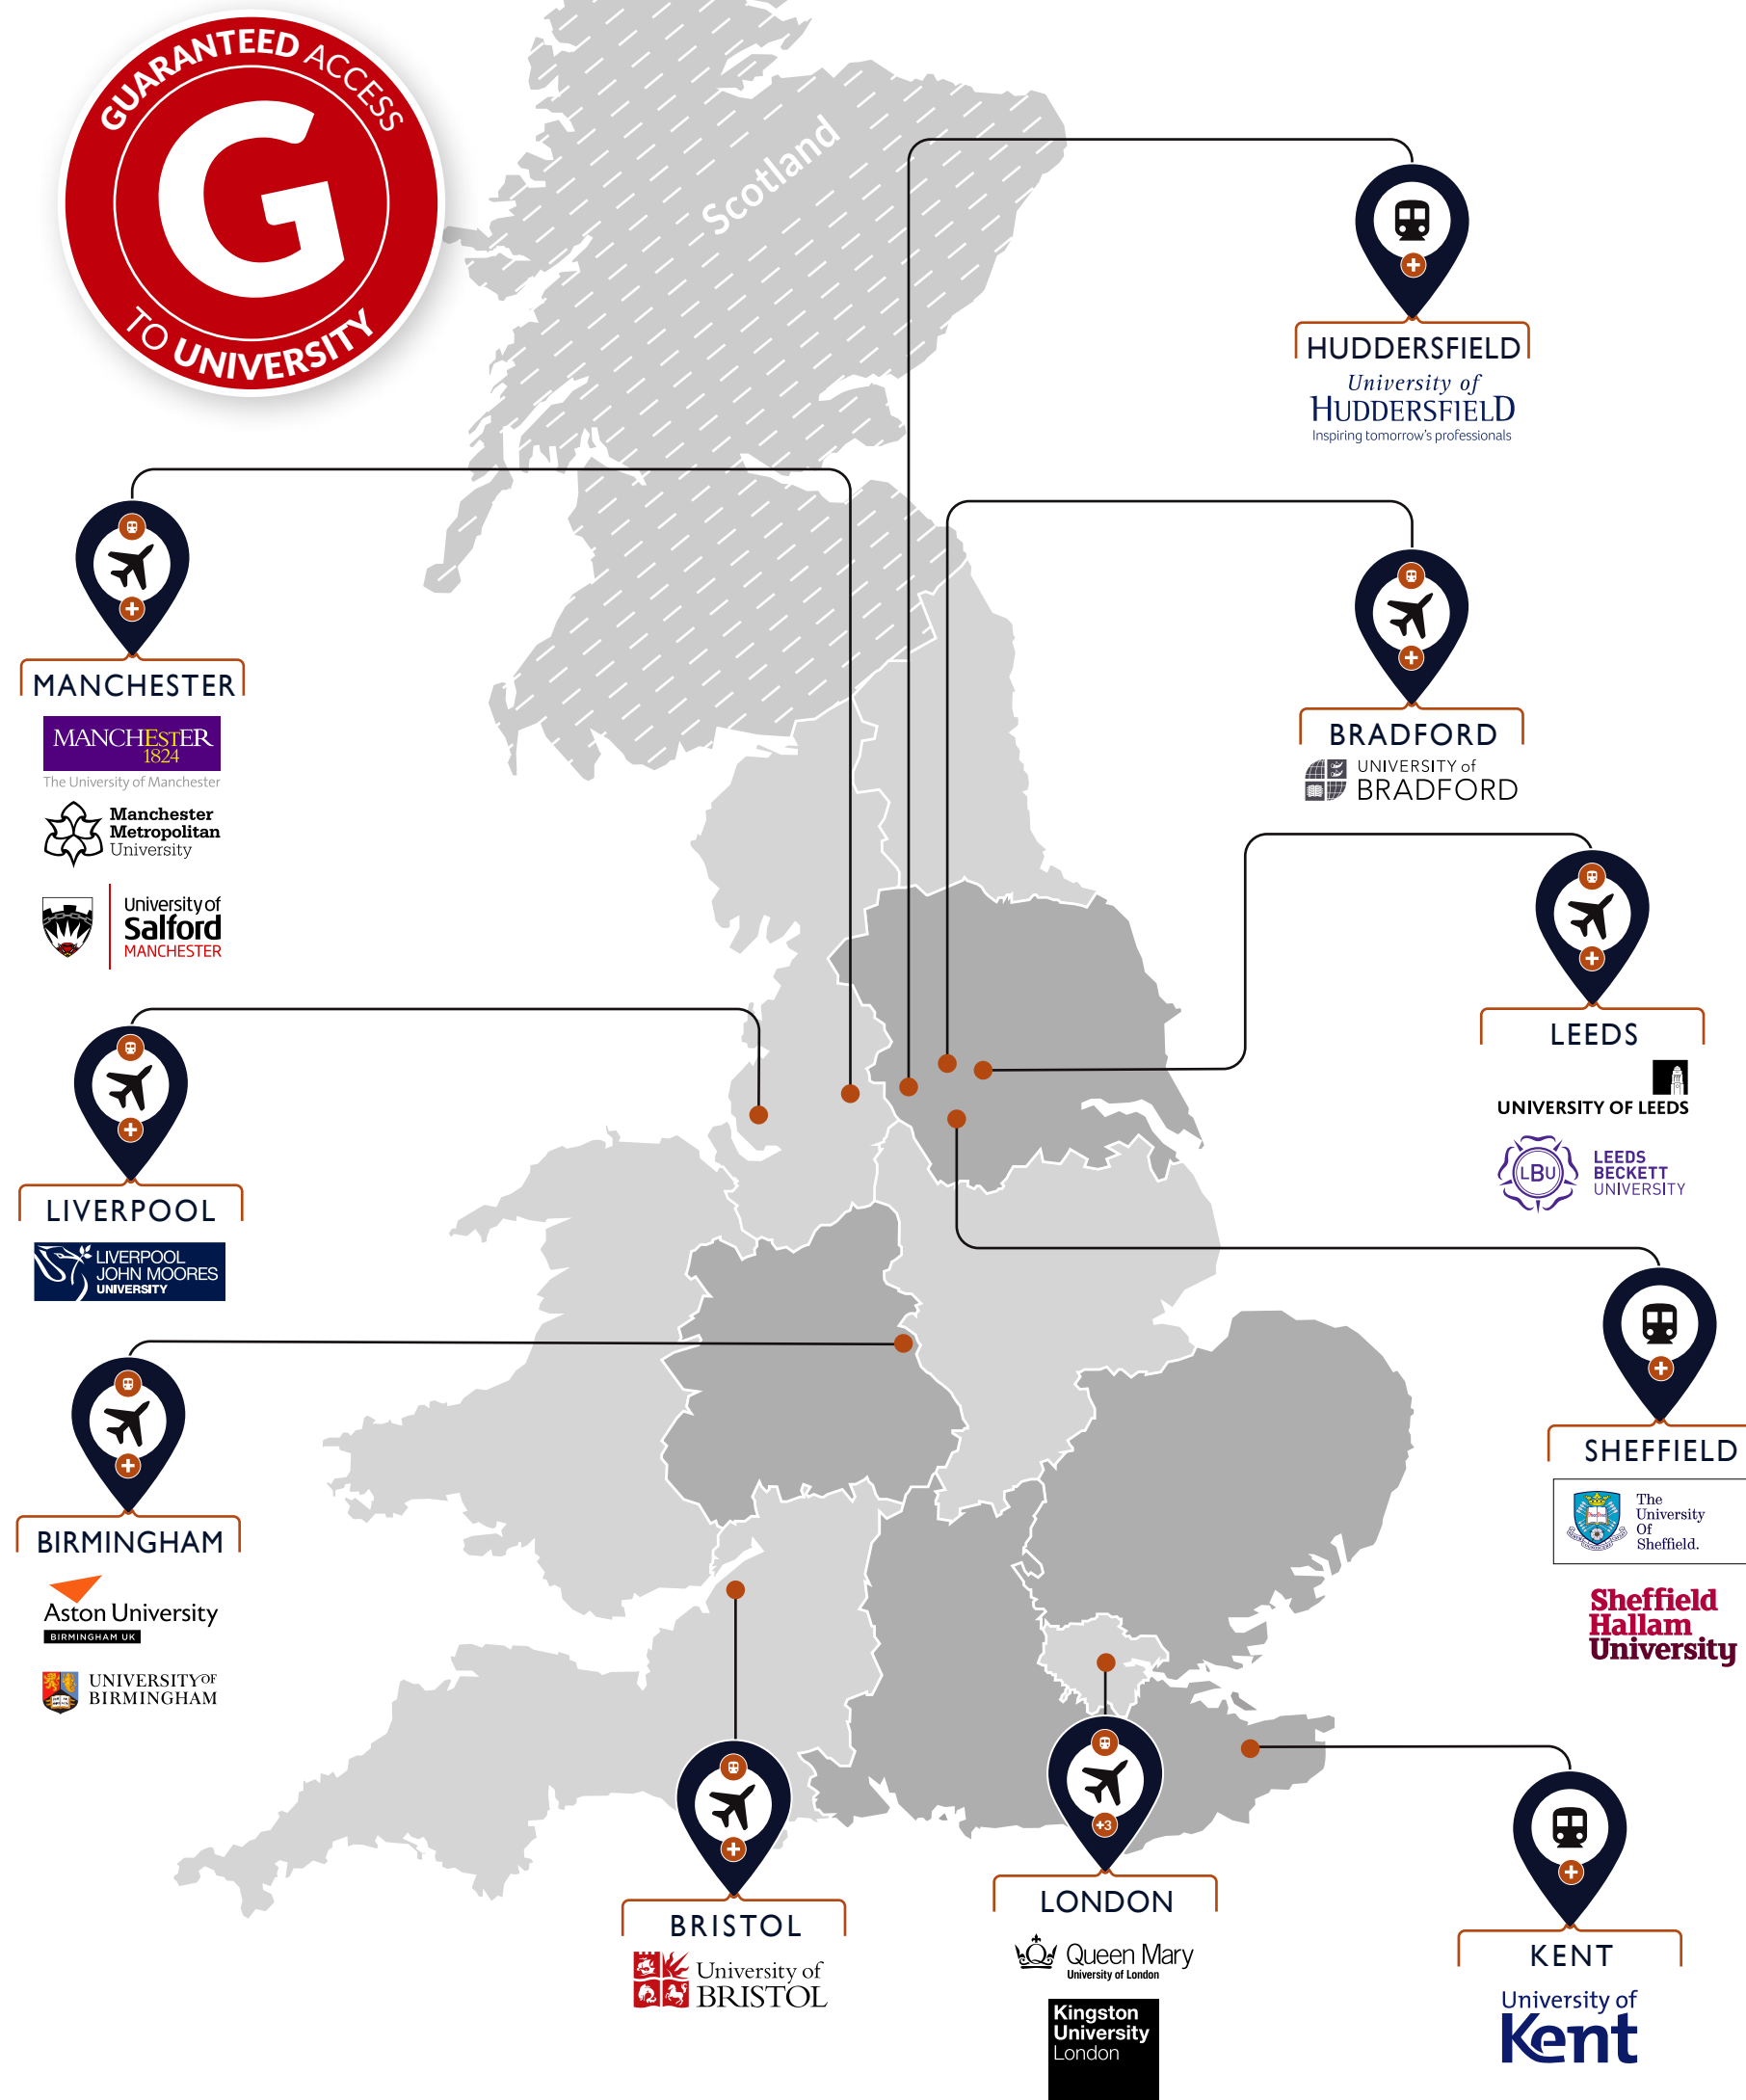 GUARANTEED ACCESS
G
TO UNIVERSITY
Scotland
HUDDERSFIELD
University of
HUDDERSFIELD
Inspiring tomorrow's professionals
MANCHESTER
MANCHESTER
1824
The University of Manchester
Manchester
Metropolitan
University
University of
Salford
MANCHESTER
BRADFORD
UNIVERSITY of
BRADFORD
LEEDS
UNIVERSITY OF LEEDS
LBU
LEEDS
BECKETT
UNIVERSITY
LIVERPOOL
LIVERPOOL
JOHN MOORES
UNIVERSITY
SHEFFIELD
The
University
Of
Sheffield.
Sheffield
Hallam
University
BIRMINGHAM
Aston University
BIRMINGHAM UK
UNIVERSITY OF
BIRMINGHAM
BRISTOL
University of
BRISTOL
+3
LONDON
Queen Mary
University of London
Kingston
University
London
KENT
University of
Kent